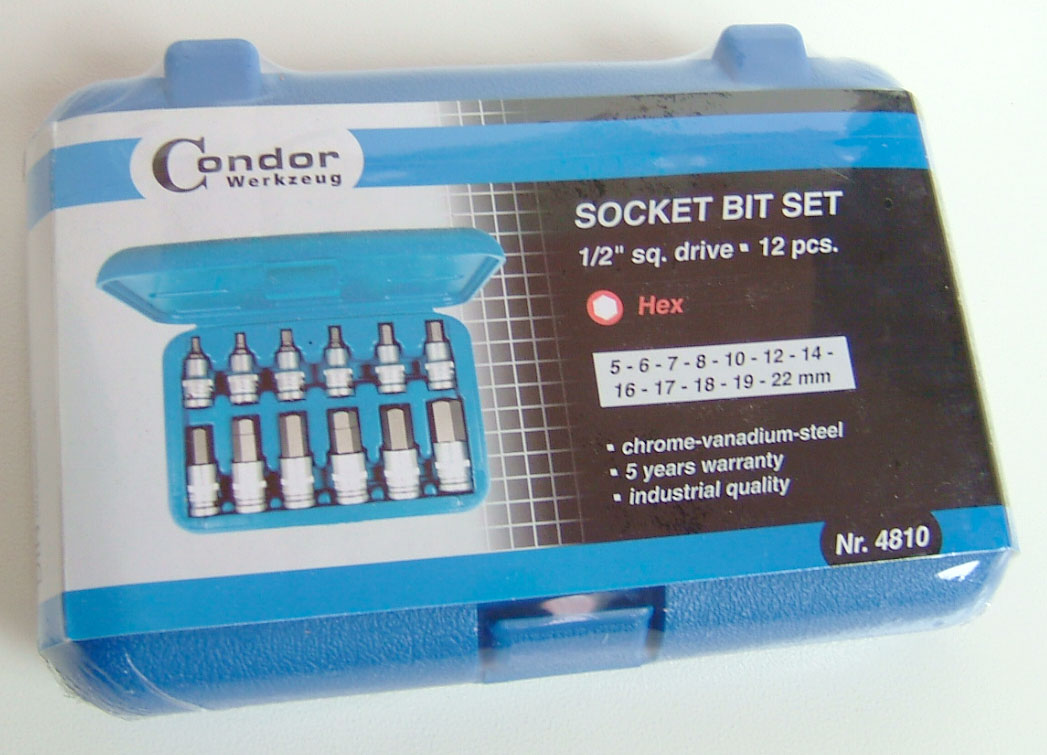 Condor
Werkzeug
SOCKET BIT SET
1/2" sq. drive ▪ 12 pcs.
Hex
5 - 6 - 7 - 8 - 10 - 12 - 14 -
16 - 17 - 18 - 19 - 22 mm
▪ chrome-vanadium-steel
▪ 5 years warranty
▪ industrial quality
Nr. 4810